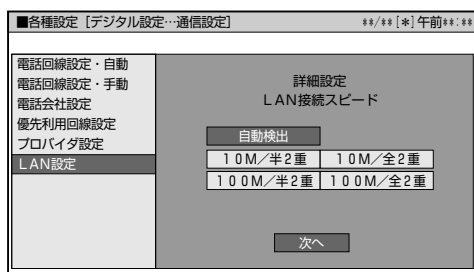 ■各種設定［デジタル設定…通信設定］ **/**[*]午前**:**
電話回線設定・自動
電話回線設定・手動
電話会社設定
優先利用回線設定
プロバイダ設定
ＬＡＮ設定
詳細設定
ＬＡＮ接続スピード
自動検出
１０Ｍ／半２重 １０Ｍ／全２重
１００Ｍ／半２重 １００Ｍ／全２重
次へ